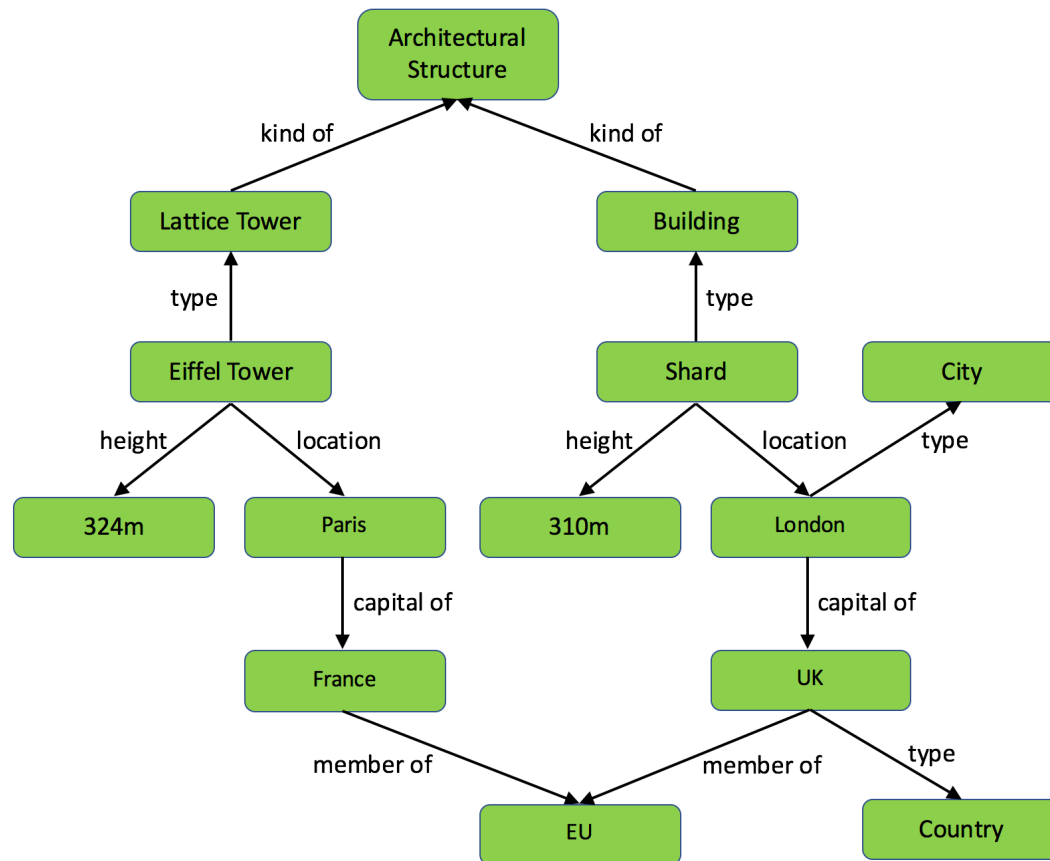 Architectural
Structure
kind of
kind of
Lattice Tower
Building
type
type
Eiffel Tower
Shard
City
height
location
height
location
type
324m
Paris
310m
London
capital of
capital of
France
UK
member of
member of
type
EU
Country